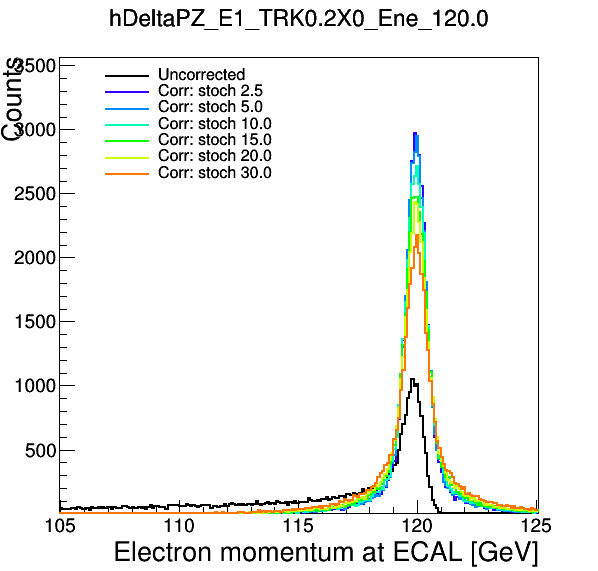 hDeltaPZ_E1_TRK0.2X0_Ene_120.0
Counts
3500
3000
2500
2000
1500
1000
500
Uncorrected
Corr: stoch 2.5
Corr: stoch 5.0
Corr: stoch 10.0
Corr: stoch 15.0
Corr: stoch 20.0
Corr: stoch 30.0
105 110 115 120 125
Electron momentum at ECAL [GeV]